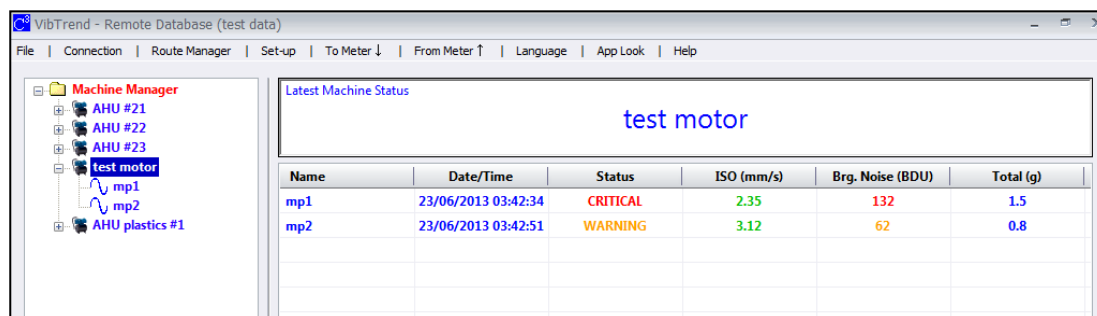 C³ VibTrend - Remote Database (test data)
File | Connection | Route Manager | Set-up | To Meter ↓ | From Meter ↑ | Language | App Look | Help
Machine Manager
AHU #21
AHU #22
AHU #23
test motor
mp1
mp2
AHU plastics #1
Latest Machine Status
test motor
Name Date/Time Status ISO (mm/s) Brg. Noise (BDU) Total (g)
mp1 23/06/2013 03:42:34 CRITICAL 2.35 132 1.5
mp2 23/06/2013 03:42:51 WARNING 3.12 62 0.8